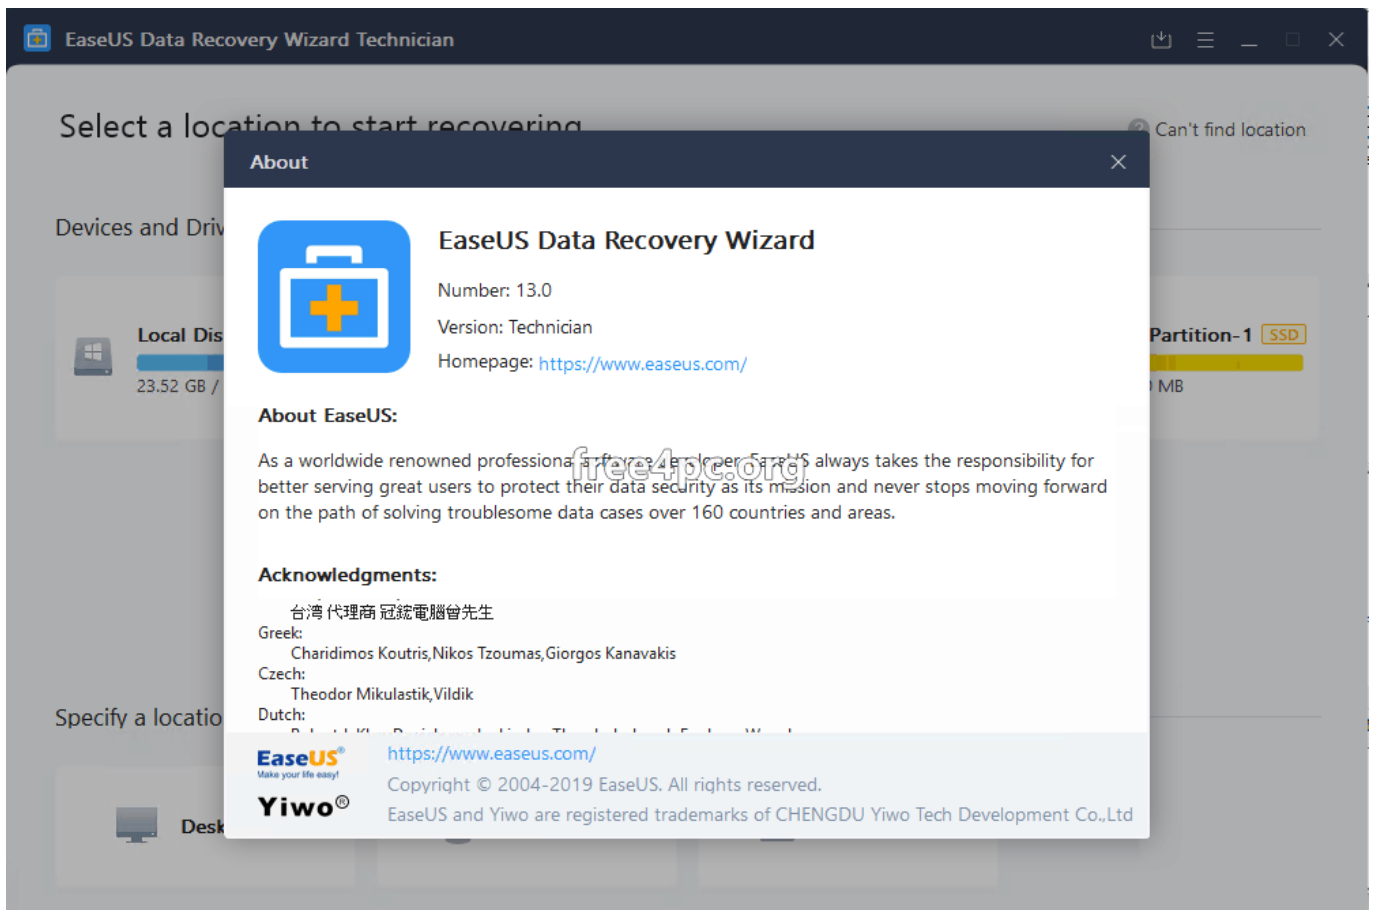 EaseUS Data Recovery Wizard Technician
Select a location to start recovering
Can't find location
About
Devices and Driv
EaseUS Data Recovery Wizard
Number: 13.0
Local Dis
Partition-1 SSD
Version: Technician
Homepage: https://www.easeus.com/
23.52 GB /
MB
About EaseUS:
As a worldwide renowned professional software developer, EaseUS always takes the responsibility for
free4pc.org
better serving great users to protect their data security as its mission and never stops moving forward
on the path of solving troublesome data cases over 160 countries and areas.
Acknowledgments:
台湾 代理商 冠鋐電腦曾先生
Greek:
Charidimos Koutris,Nikos Tzoumas,Giorgos Kanavakis
Czech:
Theodor Mikulastik,Vildik
Specify a locatio
Dutch:
EaseUS®
Make your life easy!
https://www.easeus.com/
Copyright © 2004-2019 EaseUS. All rights reserved.
Yiwo®
EaseUS and Yiwo are registered trademarks of CHENGDU Yiwo Tech Development Co.,Ltd
Desk